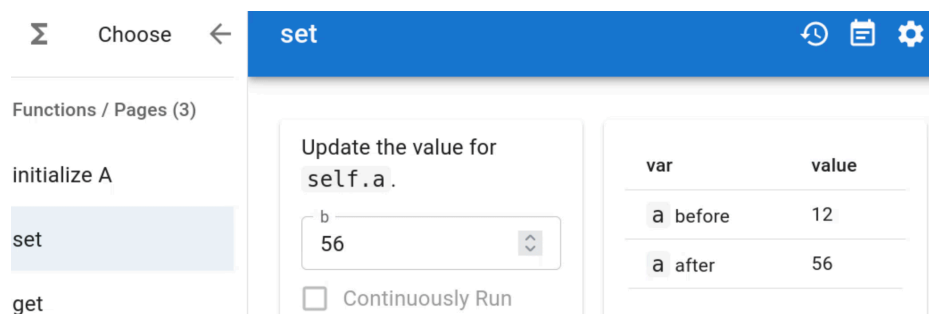 Σ Choose
Functions / Pages (3)
initialize A
set
get
set
Update the value for
self.a.
b
56
Continuously Run
var value
a before 12
a after 56